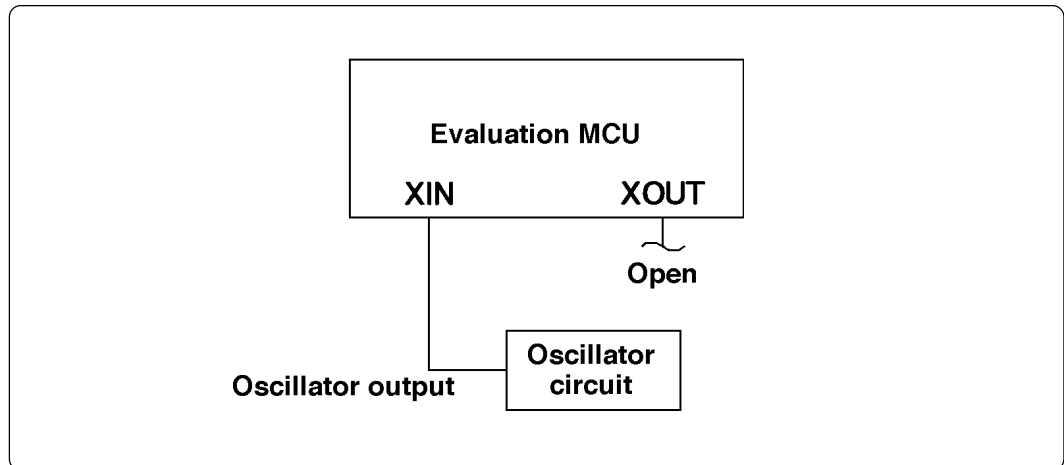 Evaluation MCU
XIN
XOUT
Open
Oscillator
circuit
Oscillator output